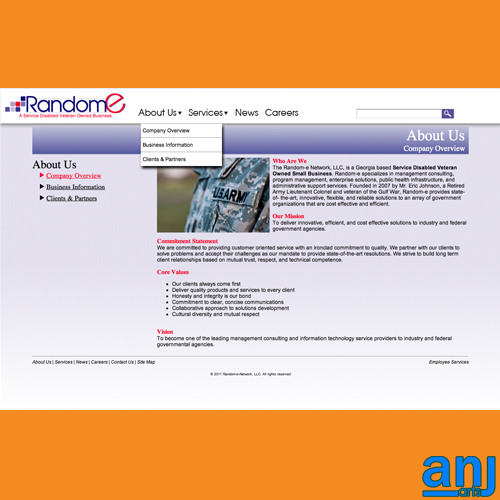 Randome
A Service Disabled Veteran Owned Business
About Us Services News Careers
Company Overview
Business Information
Clients & Partners
About Us
Company Overview
About Us
Company Overview
Business Information
Clients & Partners
U.S. ARMY
Who Are We
The Random-e Network, LLC, is a Georgia based Service Disabled Veteran
Owned Small Business. Random-e specializes in management consulting,
program management, enterprise solutions, public health infrastructure, and
administrative support services. Founded in 2007 by Mr. Eric Johnson, a Retired
Army Lieutenant Colonel and veteran of the Gulf War, Random-e provides state-
of- the-art, innovative, flexible, and reliable solutions to an array of government
organizations that are cost effective and efficient.
Our Mission
To deliver innovative, efficient, and cost effective solutions to industry and federal
government agencies.
Commitment Statement
We are committed to providing customer oriented service with an ironclad commitment to quality. We partner with our clients to
solve problems and accept their challenges as our mandate to provide state-of-the-art resolutions. We strive to build long term
client relationships based on mutual trust, respect, and technical competence.
Core Values
• Our clients always come first
• Deliver quality products and services to every client
• Honesty and integrity is our bond
• Commitment to clear, concise communications
• Collaborative approach to solutions development
• Cultural diversity and mutual respect
Vision
To become one of the leading management consulting and information technology service providers to industry and federal
governmental agencies.
About Us | Services | News | Careers | Contact Us | Site Map
Employee Services
© 2011 Random-e-Network, LLC. All rights reserved
anj
arts